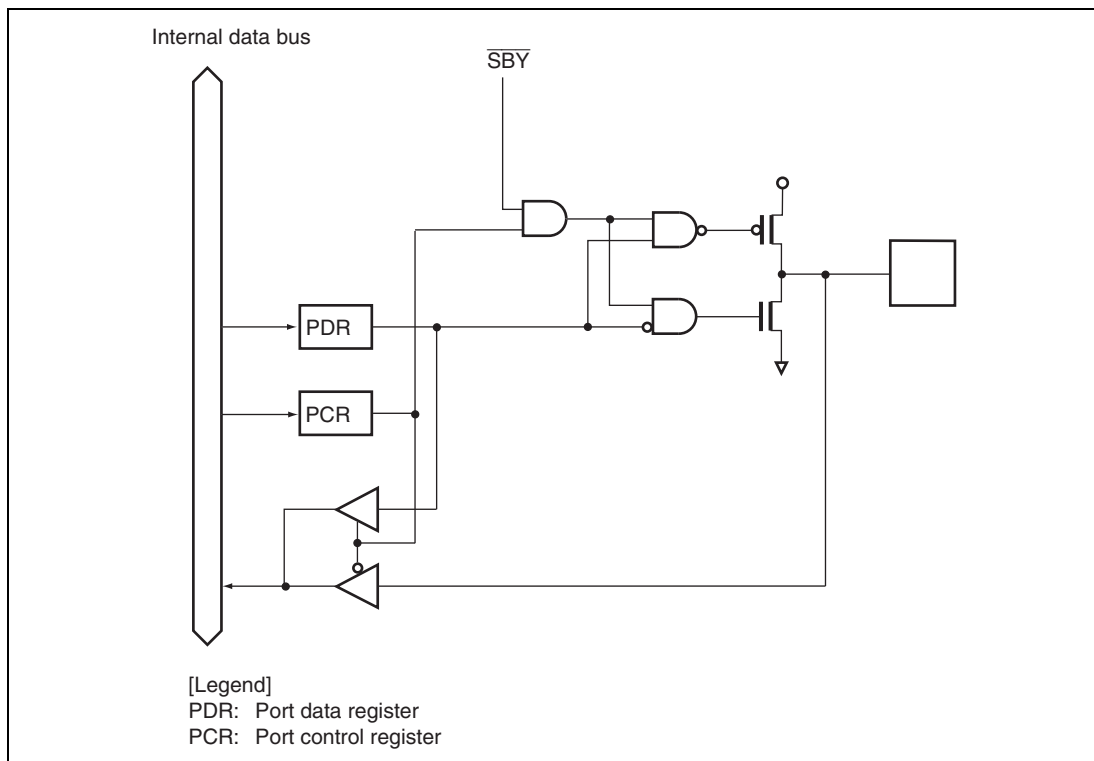 Internal data bus
SBY
PDR
PCR
[Legend]
PDR: Port data register
PCR: Port control register